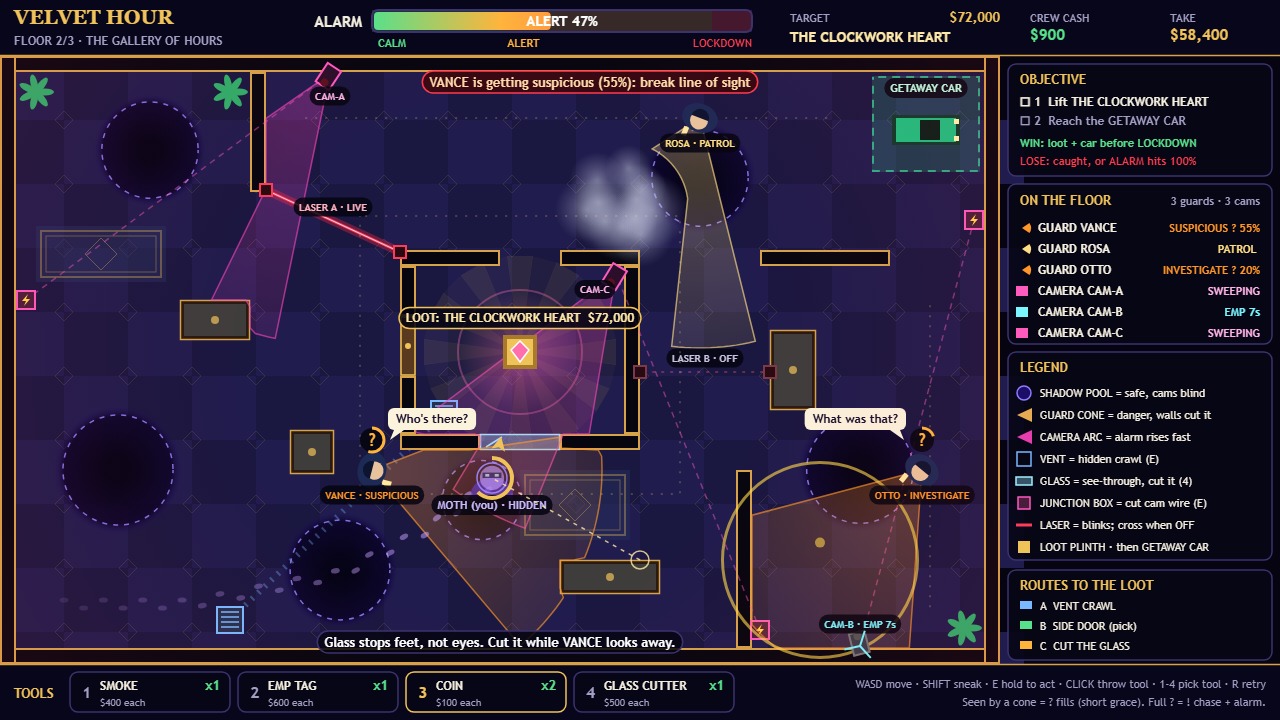 VELVET HOUR
FLOOR 2/3 · THE GALLERY OF HOURS
ALARM
ALERT 47%
CALM
ALERT
LOCKDOWN
TARGET
$72,000
THE CLOCKWORK HEART
CREW CASH
$900
TAKE
$58,400
VANCE is getting suspicious (55%): break line of sight
CAM-A
GETAWAY CAR
ROSA · PATROL
LASER A · LIVE
CAM-C
LOOT: THE CLOCKWORK HEART $72,000
LASER B · OFF
Who's there?
?
What was that?
?
VANCE · SUSPICIOUS
MOTH (you) · HIDDEN
OTTO · INVESTIGATE
CAM-B · EMP 7s
Glass stops feet, not eyes. Cut it while VANCE looks away.
OBJECTIVE
1 Lift THE CLOCKWORK HEART
2 Reach the GETAWAY CAR
WIN: loot + car before LOCKDOWN
LOSE: caught, or ALARM hits 100%
ON THE FLOOR
3 guards · 3 cams
GUARD VANCE SUSPICIOUS ? 55%
GUARD ROSA PATROL
GUARD OTTO INVESTIGATE ? 20%
CAMERA CAM-A SWEEPING
CAMERA CAM-B EMP 7s
CAMERA CAM-C SWEEPING
LEGEND
SHADOW POOL = safe, cams blind
GUARD CONE = danger, walls cut it
CAMERA ARC = alarm rises fast
VENT = hidden crawl (E)
GLASS = see-through, cut it (4)
JUNCTION BOX = cut cam wire (E)
LASER = blinks; cross when OFF
LOOT PLINTH · then GETAWAY CAR
ROUTES TO THE LOOT
A VENT CRAWL
B SIDE DOOR (pick)
C CUT THE GLASS
TOOLS
1 SMOKE x1
$400 each
2 EMP TAG x1
$600 each
3 COIN x2
$100 each
4 GLASS CUTTER x1
$500 each
WASD move · SHIFT sneak · E hold to act · CLICK throw tool · 1-4 pick tool · R retry
Seen by a cone = ? fills (short grace). Full ? = ! chase + alarm.